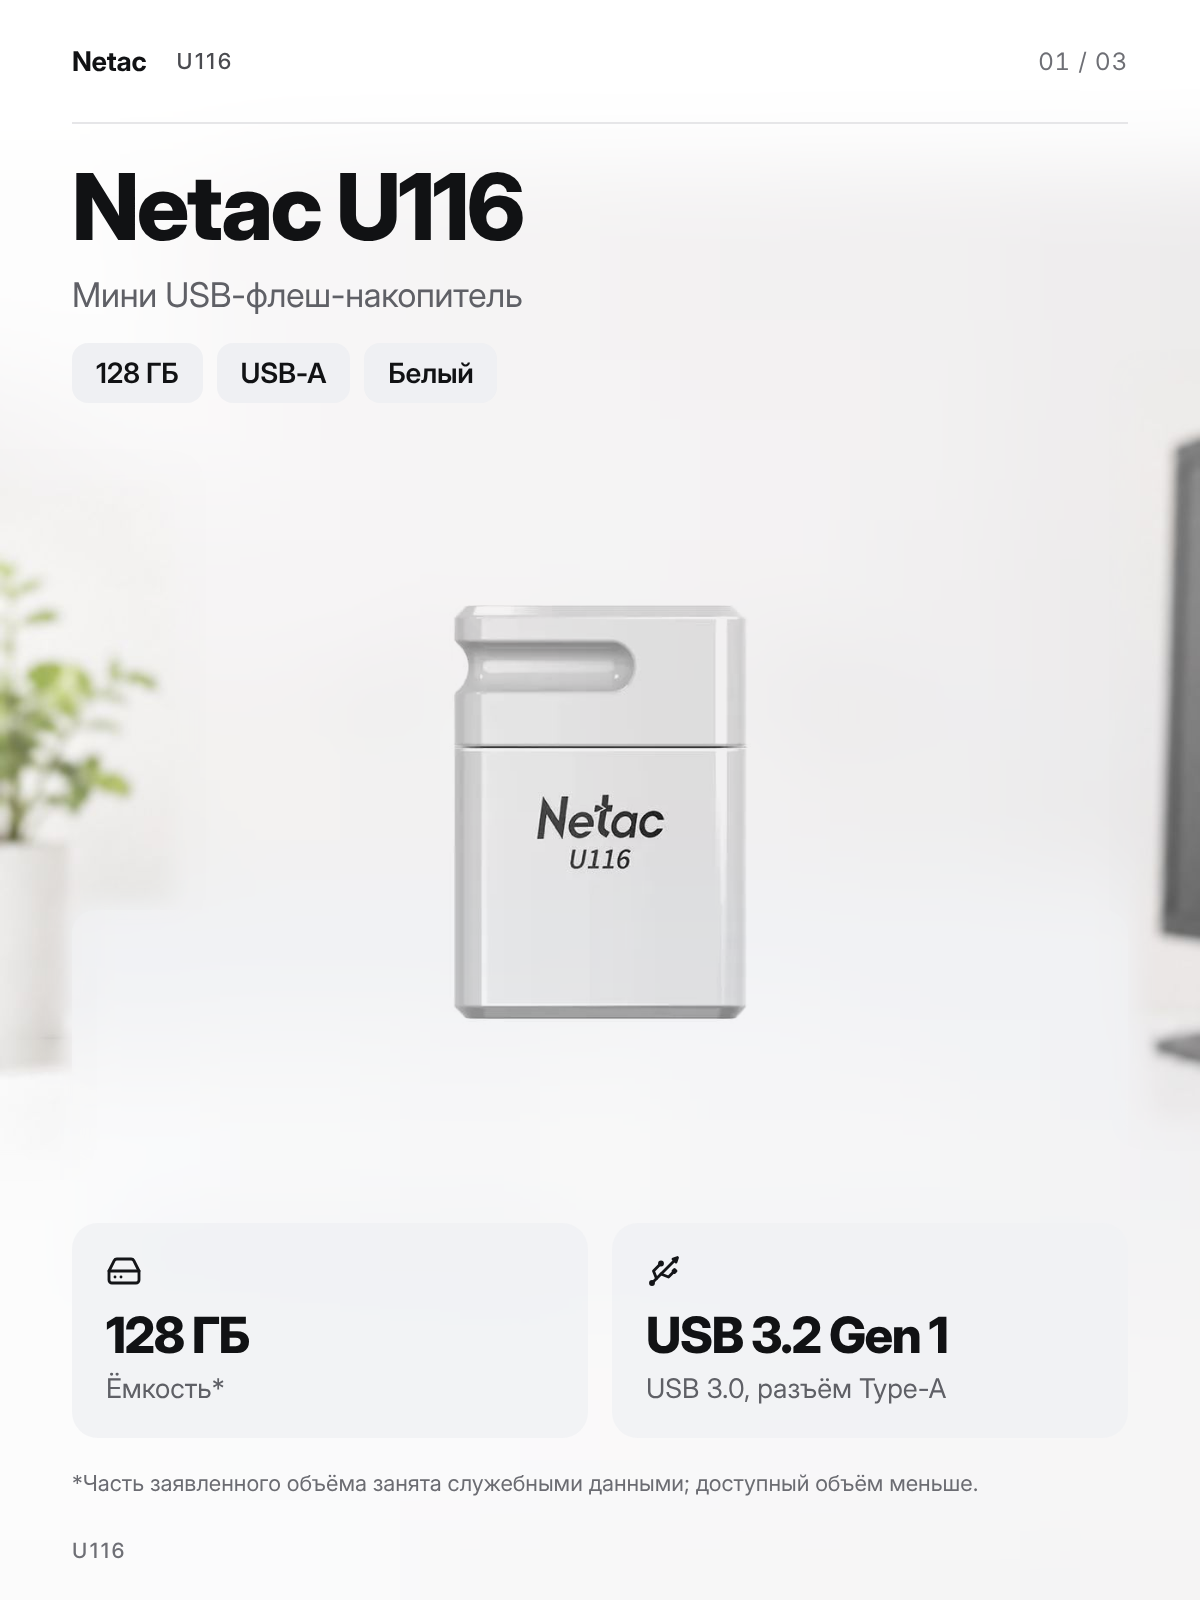 Netac U116 01 / 03
Netac U116
Мини USB-флеш-накопитель
128 ГБ USB-A Белый
Netac
U116
128 ГБ
Ёмкость*
USB 3.2 Gen 1
USB 3.0, разъём Type-A
*Часть заявленного объёма занята служебными данными; доступный объём меньше.
U116